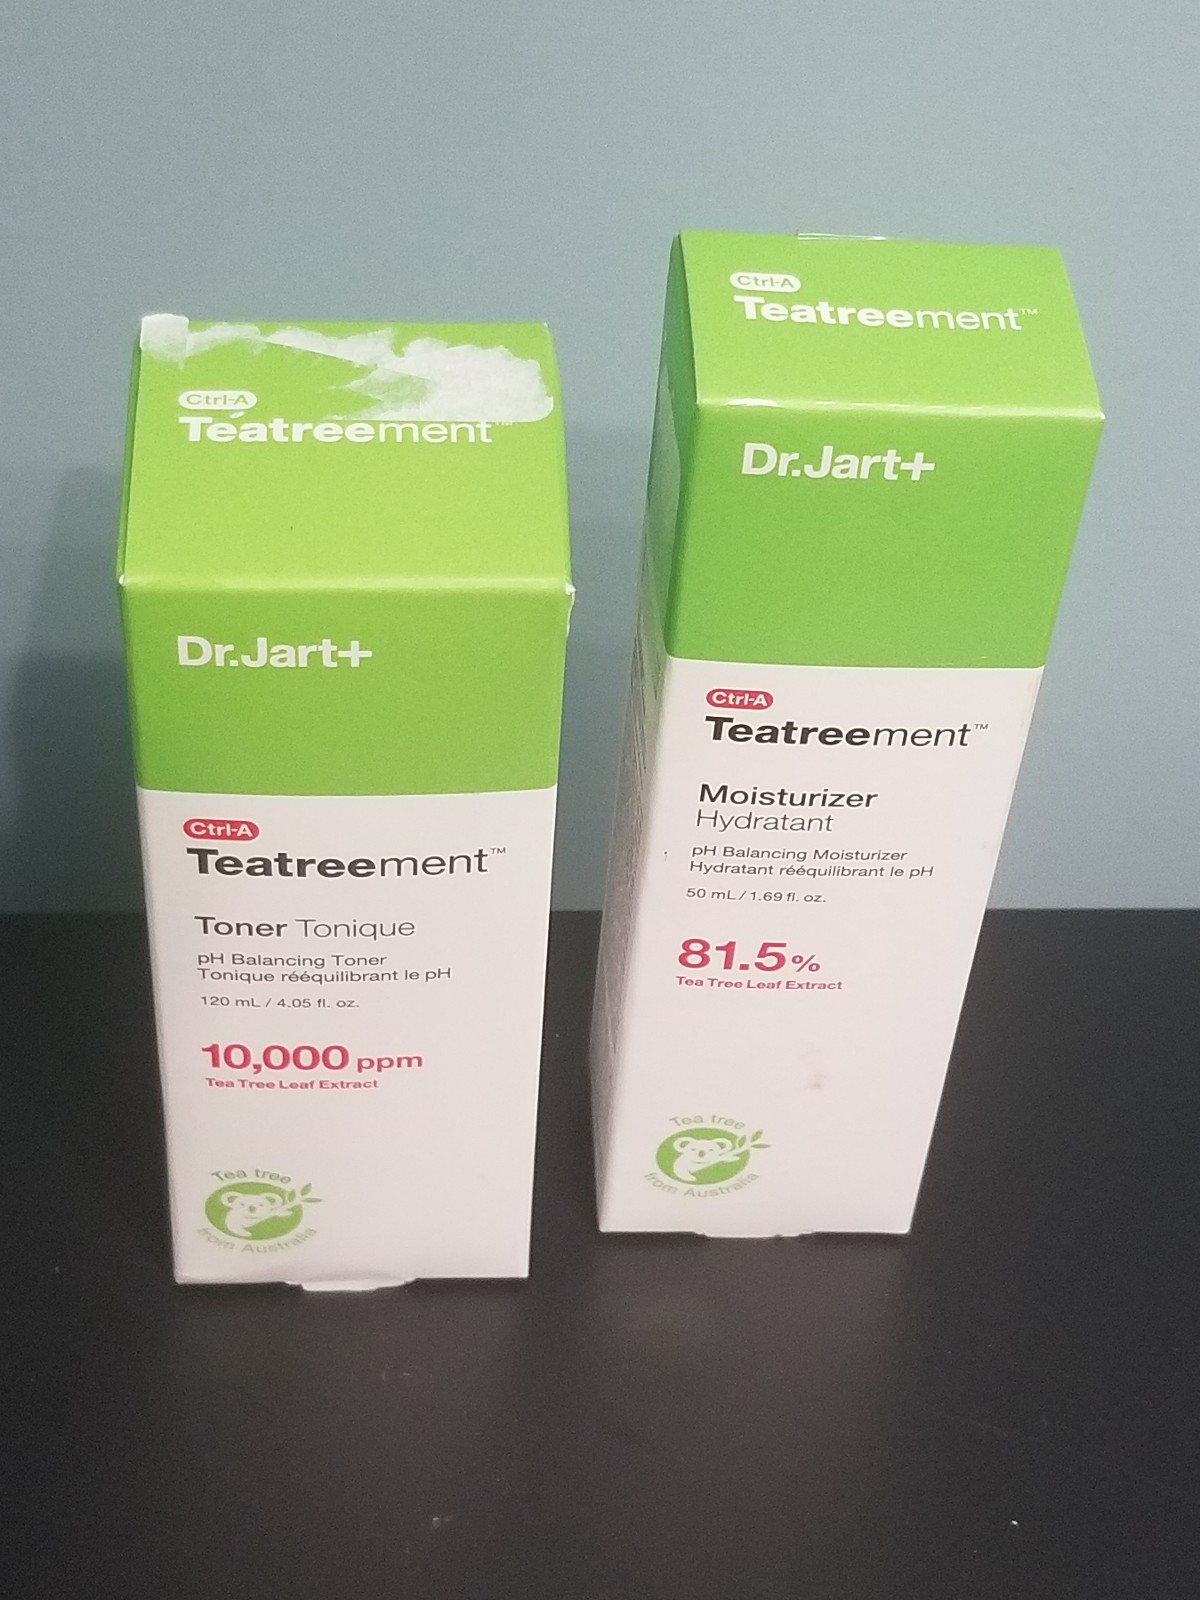 Ctrl-A
Teatreement™
Dr.Jart+
Ctrl-A
Teatreement™
Toner Tonique
pH Balancing Toner
Tonique rééquilibrant le pH
120 mL / 4.05 fl. oz.
10,000 ppm
Tea Tree Leaf Extract
Tea tree
from Australia
Ctrl-A
Teatreement™
Dr.Jart+
Ctrl-A
Teatreement™
Moisturizer
Hydratant
pH Balancing Moisturizer
Hydratant rééquilibrant le pH
50 mL / 1.69 fl. oz.
81.5%
Tea Tree Leaf Extract
Tea tree
from Australia